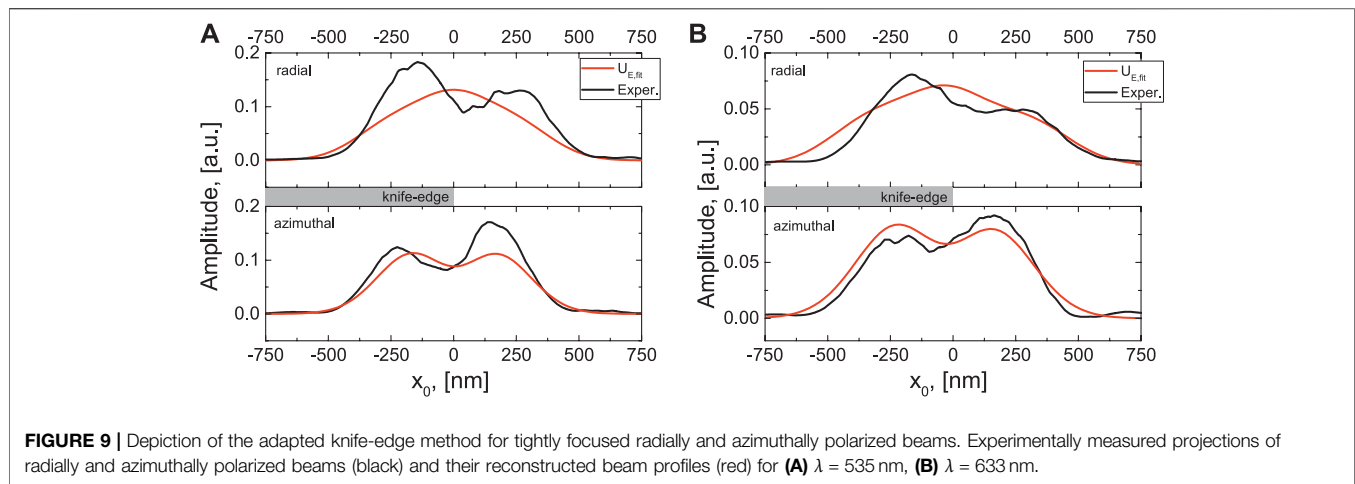 A
-750 -500 -250 0 250 500 750
0.2
radial
U_E,fit
Exper.
0.1
0.0
knife-edge
0.2
azimuthal
0.1
0.0
Amplitude, [a.u.]
-750 -500 -250 0 250 500 750
x_0, [nm]
B
-750 -500 -250 0 250 500 750
0.10
radial
U_E,fit
Exper.
0.05
0.00
knife-edge
0.10
azimuthal
0.05
0.00
Amplitude, [a.u.]
-750 -500 -250 0 250 500 750
x_0, [nm]
FIGURE 9 | Depiction of the adapted knife-edge method for tightly focused radially and azimuthally polarized beams. Experimentally measured projections of
radially and azimuthally polarized beams (black) and their reconstructed beam profiles (red) for (A) λ = 535 nm, (B) λ = 633 nm.